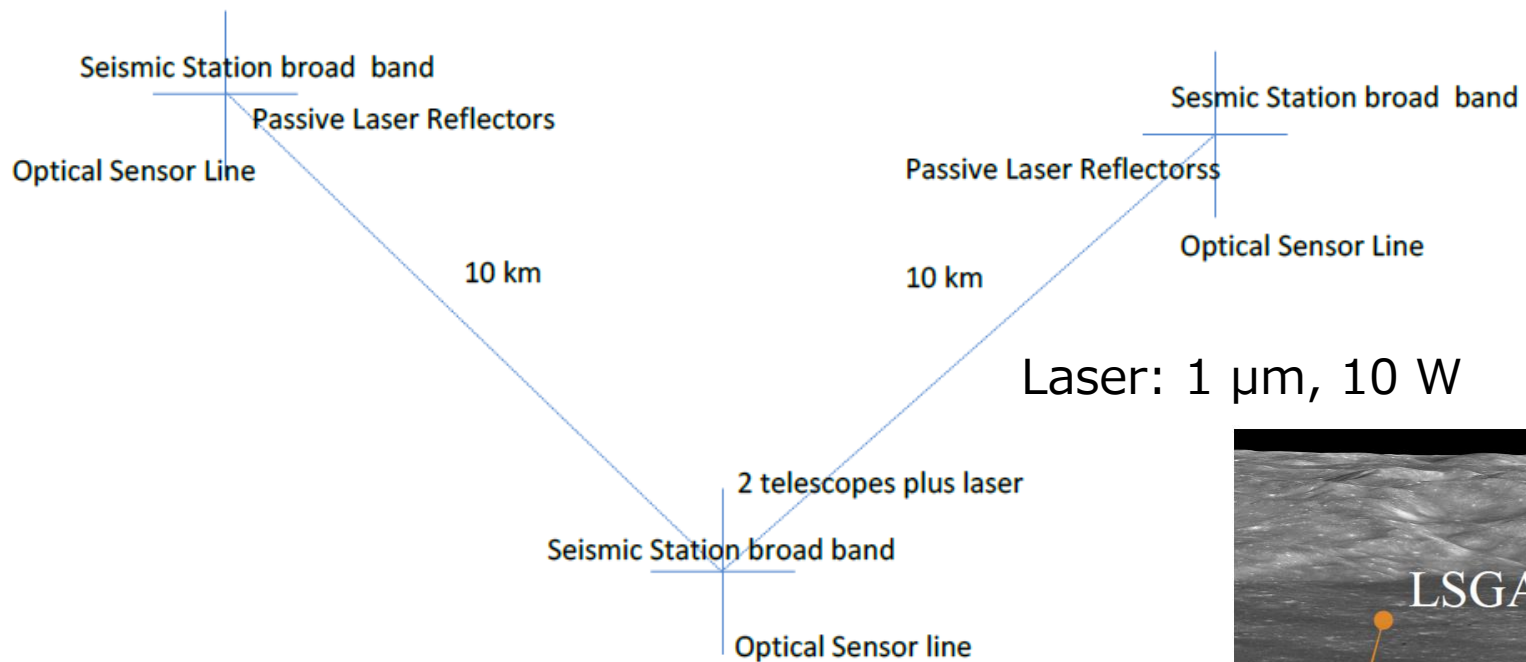 Seismic Station broad band
Passive Laser Reflectors
Optical Sensor Line
Sesmic Station broad band
Passive Laser Reflectorss
Optical Sensor Line
10 km
10 km
Laser: 1 μm, 10 W
2 telescopes plus laser
Seismic Station broad band
Optical Sensor line
LSGA